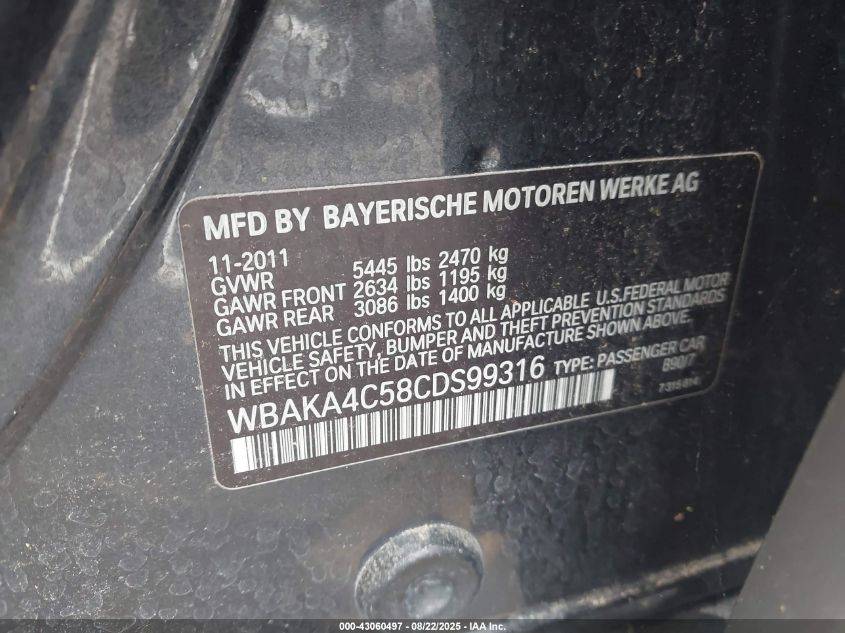 MFD BY BAYERISCHE MOTOREN WERKE AG
11-2011
GVWR 5445 lbs 2470 kg
GAWR FRONT 2634 lbs 1195 kg
GAWR REAR 3086 lbs 1400 kg
THIS VEHICLE CONFORMS TO ALL APPLICABLE U.S.FEDERAL MOTOR
VEHICLE SAFETY, BUMPER AND THEFT PREVENTION STANDARDS
IN EFFECT ON THE DATE OF MANUFACTURE SHOWN ABOVE.
WBAKA4C58CDS99316 TYPE: PASSENGER CAR
B90/7
7 315 614
000-43060497 - 08/22/2025 - IAA Inc.